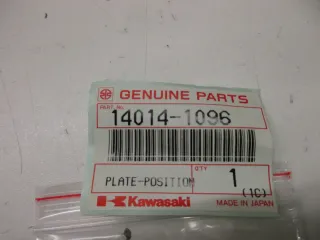 GENUINE PARTS
PART No.
14014-1096
QTY
PLATE-POSITION 1
(1C)
Kawasaki MADE IN JAPAN